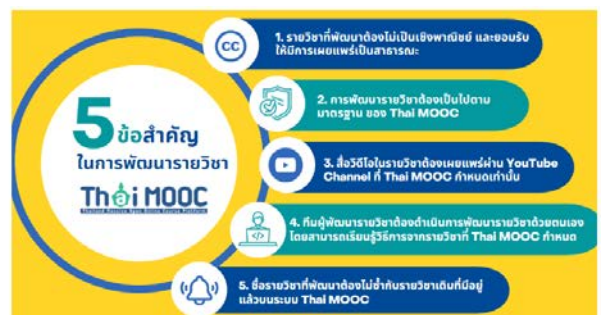 5 ข้อสำคัญ
ในการพัฒนารายวิชา
Thai MOOC
Thailand Massive Open Online Course Platform
1. รายวิชาที่พัฒนาต้องไม่เป็นเชิงพาณิชย์ และยอมรับ
ให้มีการเผยแพร่เป็นสาธารณะ
2. การพัฒนารายวิชาต้องเป็นไปตาม
มาตรฐาน ของ Thai MOOC
3. สื่อวิดีโอในรายวิชาต้องเผยแพร่ผ่าน YouTube
Channel ที่ Thai MOOC กำหนดเท่านั้น
4. ทีมผู้พัฒนารายวิชาต้องดำเนินการพัฒนารายวิชาด้วยตนเอง
โดยสามารถเรียนรู้วิธีการจากรายวิชาที่ Thai MOOC กำหนด
5. ชื่อรายวิชาที่พัฒนาต้องไม่ซ้ำกับรายวิชาเดิมที่มีอยู่
แล้วบนระบบ Thai MOOC